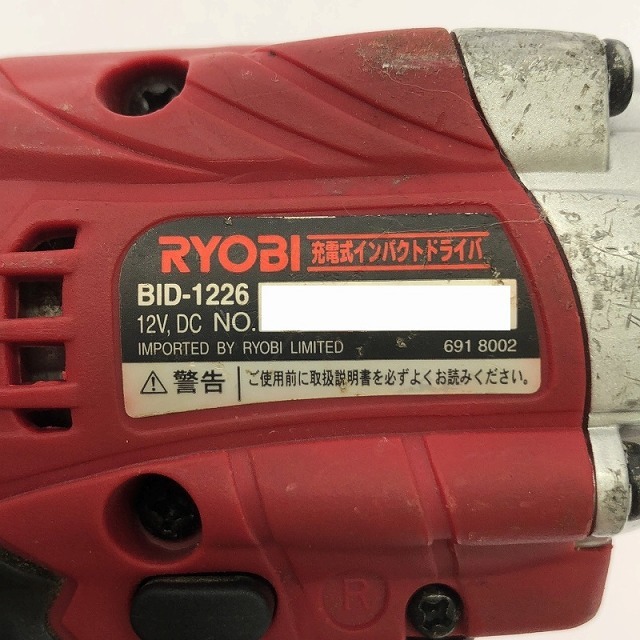 RYOBI 充電式インパクトドライバ
BID-1226
12V, DC NO.
IMPORTED BY RYOBI LIMITED 691 8002
⚠ 警告 ご使用前に取扱説明書を必ずよくお読みください。
R